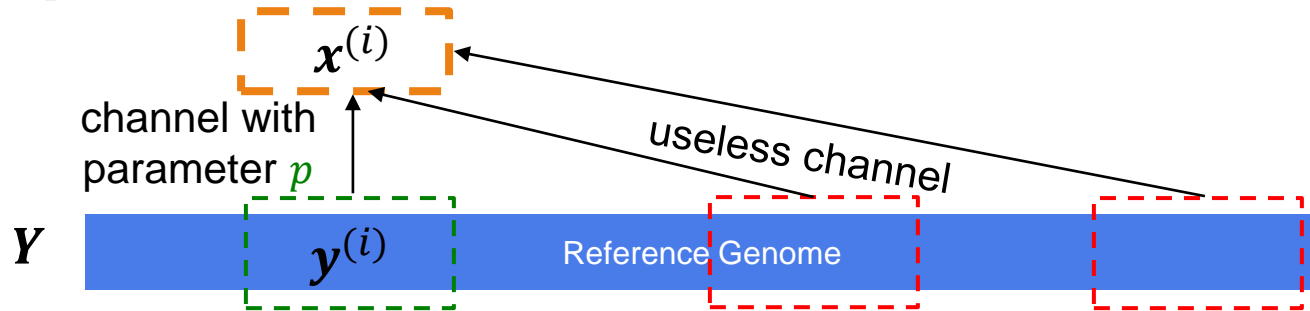 x⁽ⁱ⁾
channel with
parameter p
useless channel
Y
y⁽ⁱ⁾
Reference Genome